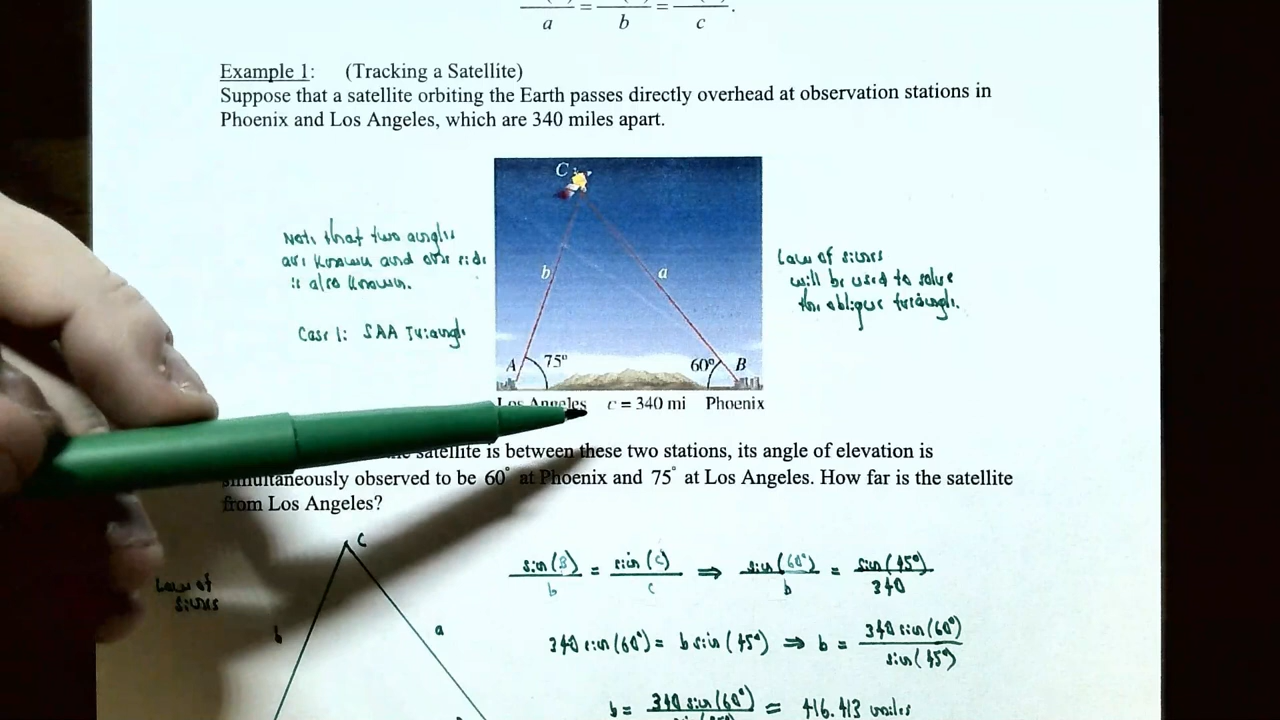 a = b = c .
Example 1: (Tracking a Satellite)
Suppose that a satellite orbiting the Earth passes directly overhead at observation stations in
Phoenix and Los Angeles, which are 340 miles apart.
C
Note that two angles
are known and one side
is also known.
Case 1: SAA Triangle
b
a
Law of sines
will be used to solve
the oblique triangle.
A 75° 60° B
Los Angeles c = 340 mi Phoenix
satellite is between these two stations, its angle of elevation is
simultaneously observed to be 60° at Phoenix and 75° at Los Angeles. How far is the satellite
from Los Angeles?
C
Law of
sines
b
a
sin(B)/b = sin(C)/c ⇒ sin(60°)/b = sin(45°)/340
340 sin(60°) = b sin(45°) ⇒ b = 340 sin(60°)/sin(45°)
b = 340 sin(60°) = 416.413 miles